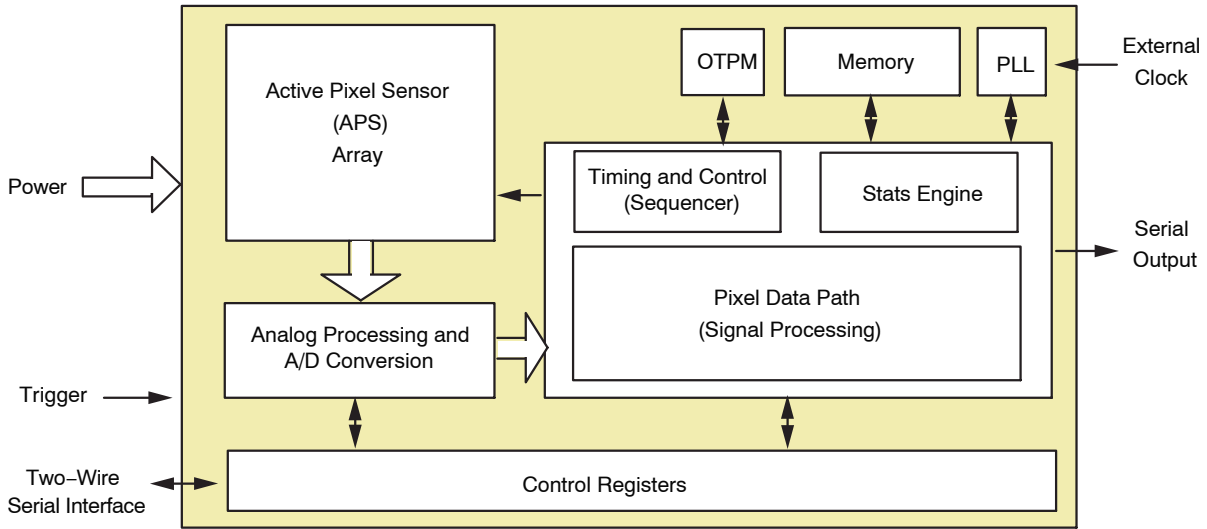 Active Pixel Sensor
(APS)
Array
OTPM
Memory
PLL
External
Clock
Power
Timing and Control
(Sequencer)
Stats Engine
Serial
Output
Pixel Data Path
(Signal Processing)
Analog Processing and
A/D Conversion
Trigger
Two−Wire
Serial Interface
Control Registers